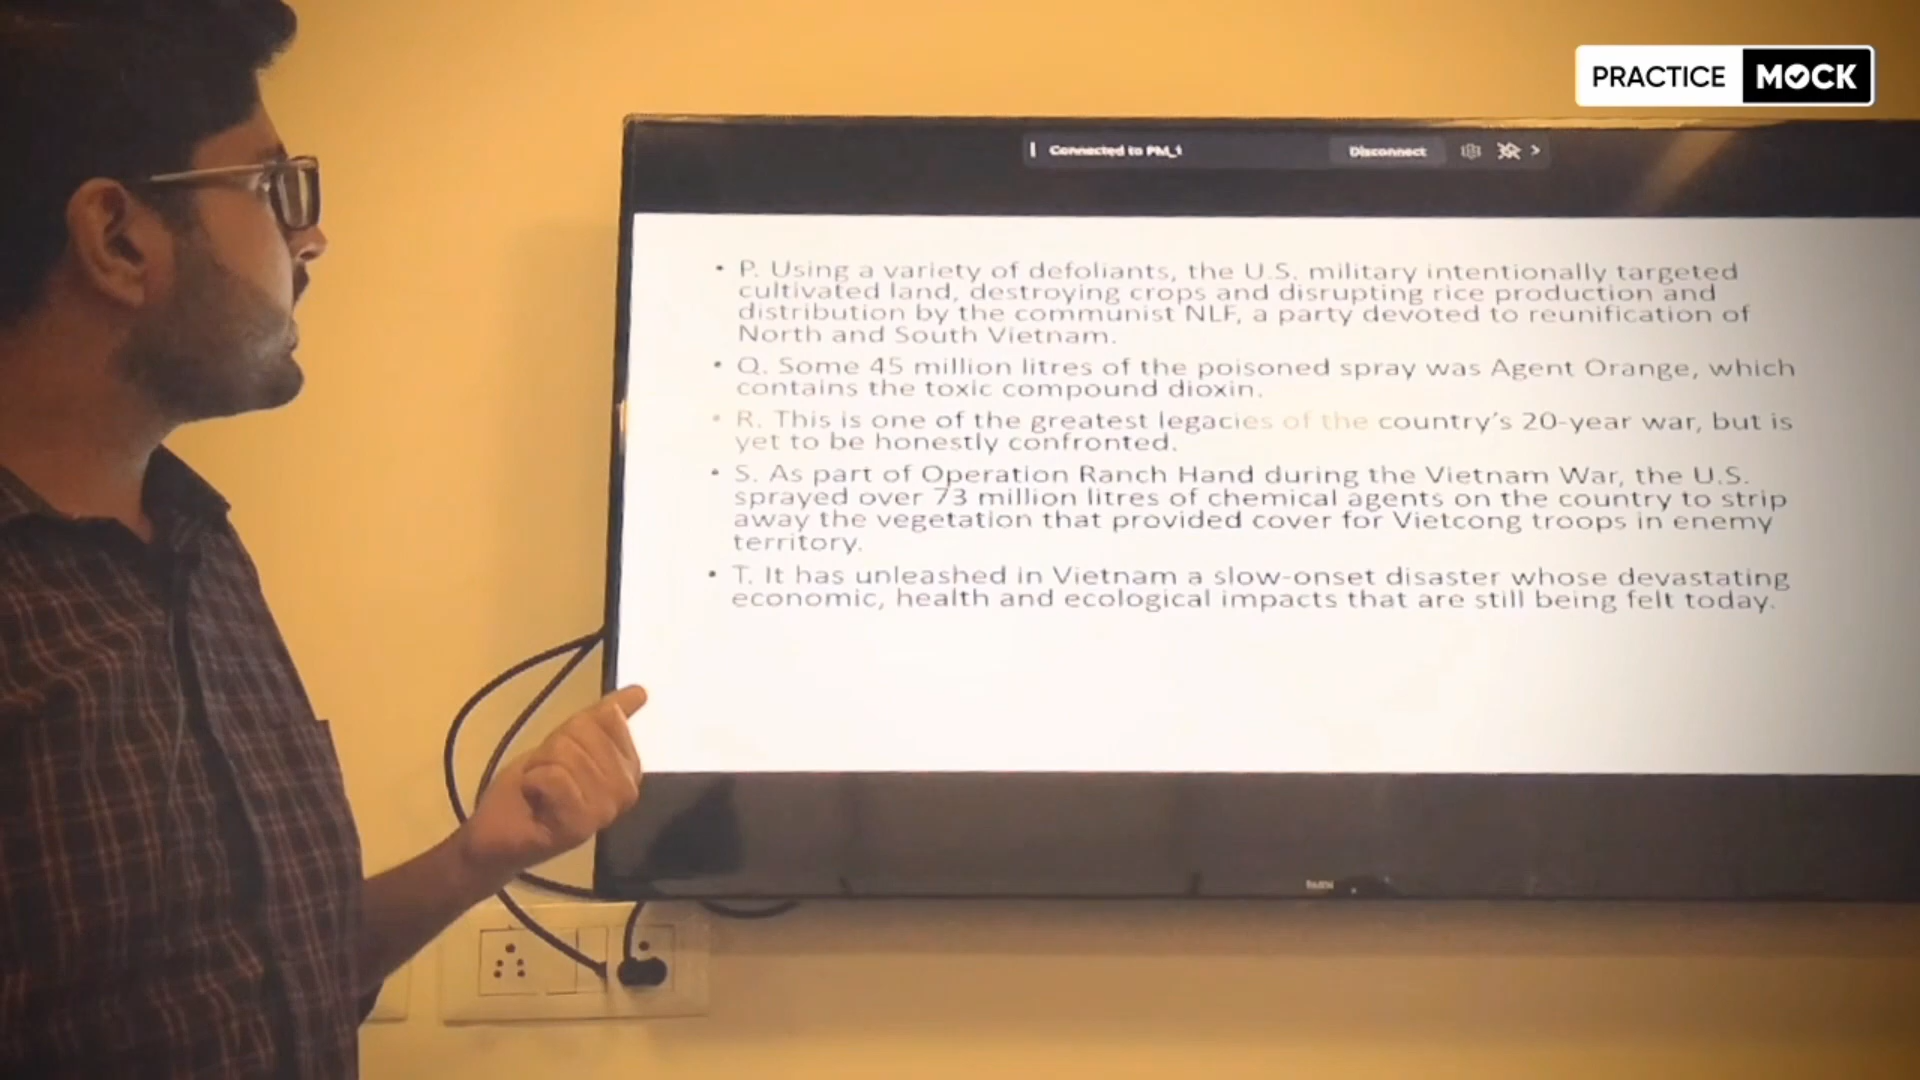 PRACTICE MOCK
Connected to PM_1 Disconnect
• P. Using a variety of defoliants, the U.S. military intentionally targeted
cultivated land, destroying crops and disrupting rice production and
distribution by the communist NLF, a party devoted to reunification of
North and South Vietnam.
• Q. Some 45 million litres of the poisoned spray was Agent Orange, which
contains the toxic compound dioxin.
• R. This is one of the greatest legacies of the country's 20-year war, but is
yet to be honestly confronted.
• S. As part of Operation Ranch Hand during the Vietnam War, the U.S.
sprayed over 73 million litres of chemical agents on the country to strip
away the vegetation that provided cover for Vietcong troops in enemy
territory.
• T. It has unleashed in Vietnam a slow-onset disaster whose devastating
economic, health and ecological impacts that are still being felt today.